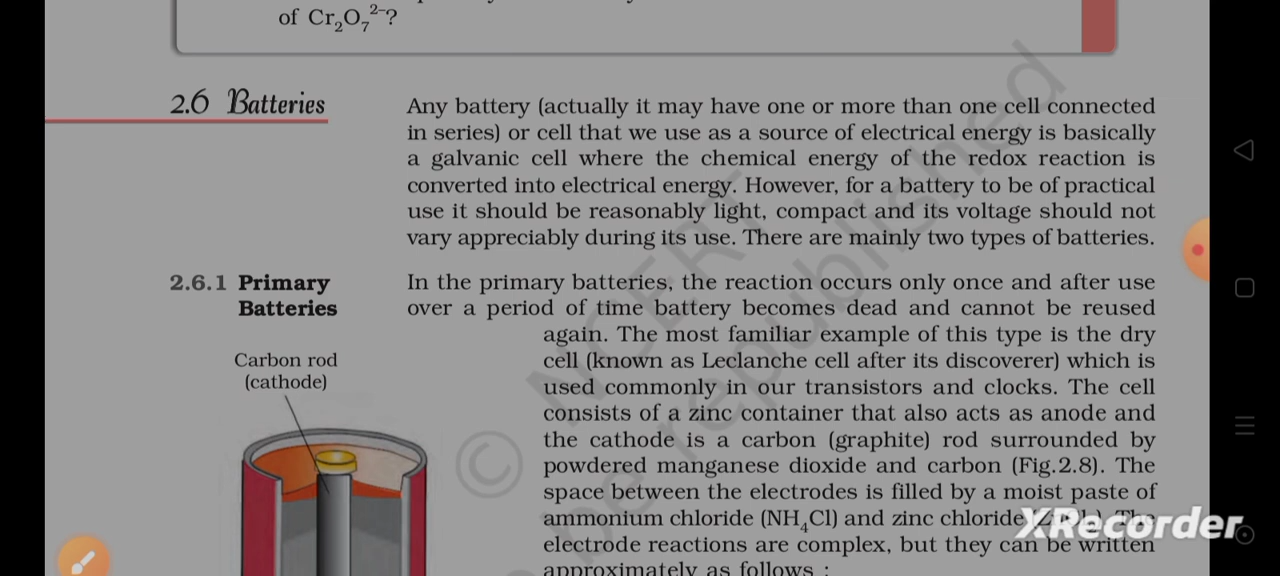 of Cr₂O₇²⁻?
2.6 Batteries
Any battery (actually it may have one or more than one cell connected
in series) or cell that we use as a source of electrical energy is basically
a galvanic cell where the chemical energy of the redox reaction is
converted into electrical energy. However, for a battery to be of practical
use it should be reasonably light, compact and its voltage should not
vary appreciably during its use. There are mainly two types of batteries.
2.6.1 Primary
Batteries
In the primary batteries, the reaction occurs only once and after use
over a period of time battery becomes dead and cannot be reused
again. The most familiar example of this type is the dry
cell (known as Leclanche cell after its discoverer) which is
used commonly in our transistors and clocks. The cell
consists of a zinc container that also acts as anode and
the cathode is a carbon (graphite) rod surrounded by
powdered manganese dioxide and carbon (Fig.2.8). The
space between the electrodes is filled by a moist paste of
ammonium chloride (NH₄Cl) and zinc chloride The
electrode reactions are complex, but they can be written
approximately as follows :
Carbon rod
(cathode)
© NCERT
be republished
XRecorder